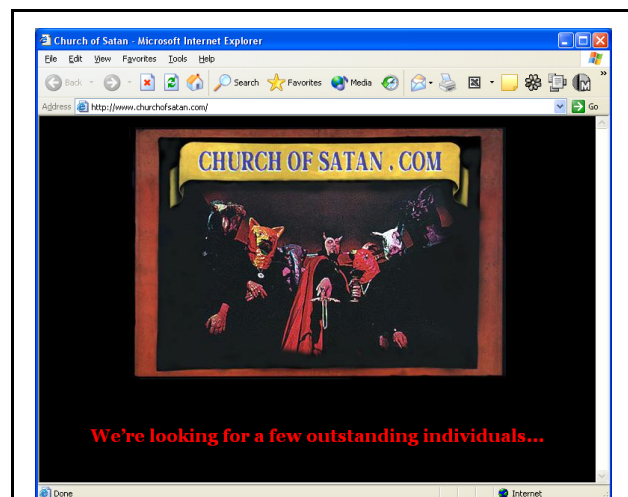 Church of Satan - Microsoft Internet Explorer
File Edit View Favorites Tools Help
Back Search Favorites Media »
Address http://www.churchofsatan.com/ Go
CHURCH OF SATAN . COM
We're looking for a few outstanding individuals...
Done Internet